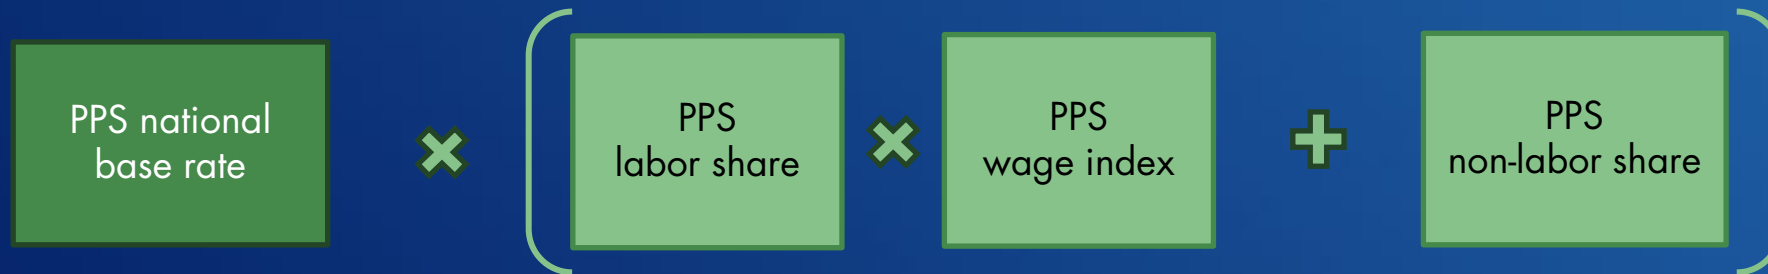 PPS national
base rate
PPS
labor share
PPS
wage index
PPS
non-labor share